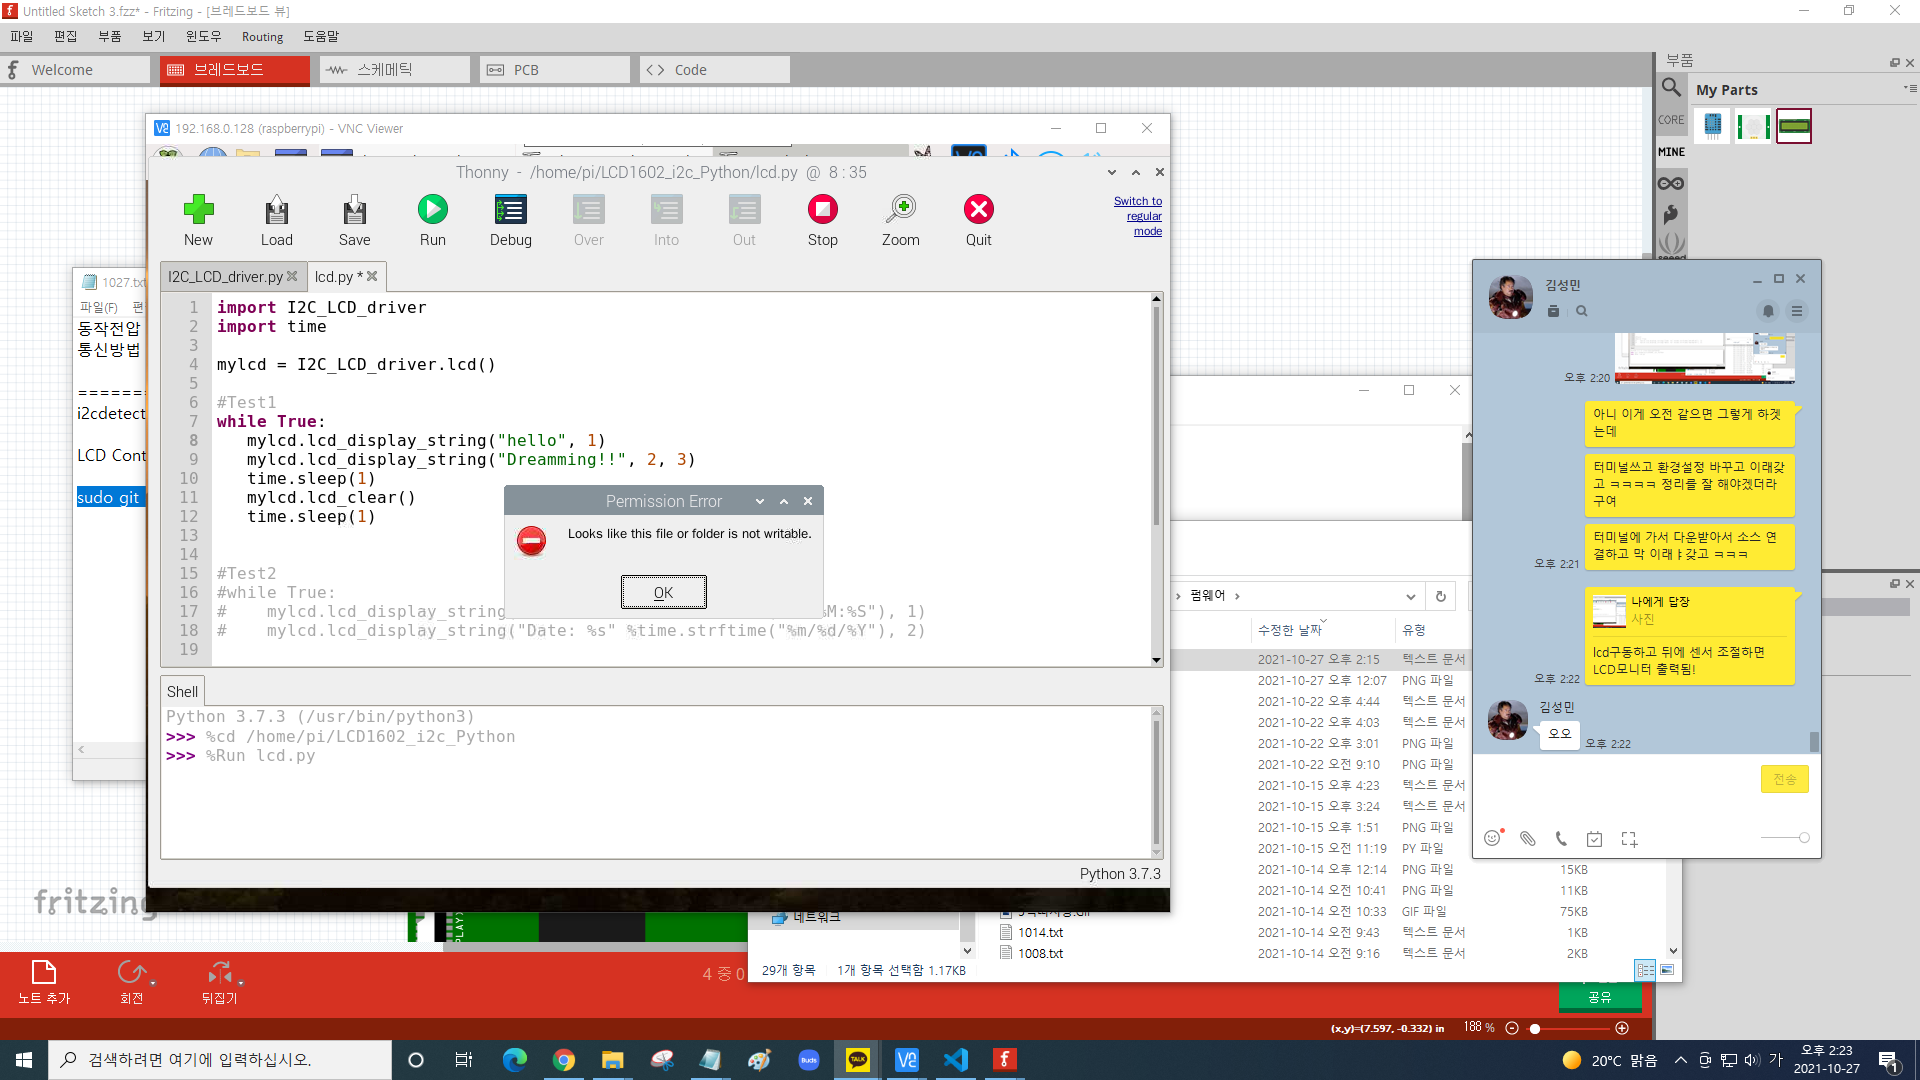 Untitled Sketch 3.fzz* - Fritzing - [브레드보드 뷰]
파일 편집 부품 보기 윈도우 Routing 도움말
Welcome 브레드보드 스케메틱 PCB Code
부품
My Parts
CORE
MINE
192.168.0.128 (raspberrypi) - VNC Viewer
Thonny - /home/pi/LCD1602_i2c_Python/lcd.py @ 8 : 35
New Load Save Run Debug Over Into Out Stop Zoom Quit
Switch to
regular
mode
I2C_LCD_driver.py lcd.py *
1 import I2C_LCD_driver
2 import time
3
4 mylcd = I2C_LCD_driver.lcd()
5
6 #Test1
7 while True:
8 mylcd.lcd_display_string("hello", 1)
9 mylcd.lcd_display_string("Dreamming!!", 2, 3)
10 time.sleep(1)
11 mylcd.lcd_clear()
12 time.sleep(1)
13
14
15 #Test2
16 #while True:
17 # mylcd.lcd_display_string( %M:%S"), 1)
18 # mylcd.lcd_display_string("Date: %s" %time.strftime("%m/%d/%Y"), 2)
19
Permission Error
Looks like this file or folder is not writable.
OK
Shell
Python 3.7.3 (/usr/bin/python3)
>>> %cd /home/pi/LCD1602_i2c_Python
>>> %Run lcd.py
Python 3.7.3
1027.txt
파일(F) 편
동작전압
통신방법
=======
i2cdetect
LCD Cont
sudo git
펌웨어
수정한 날짜 유형
2021-10-27 오후 2:15 텍스트 문서
2021-10-27 오후 12:07 PNG 파일
2021-10-22 오후 4:44 텍스트 문서
2021-10-22 오후 4:03 텍스트 문서
2021-10-22 오후 3:01 PNG 파일
2021-10-22 오전 9:10 PNG 파일
2021-10-15 오후 4:23 텍스트 문서
2021-10-15 오후 3:24 텍스트 문서
2021-10-15 오후 1:51 PNG 파일
2021-10-15 오전 11:19 PY 파일
2021-10-14 오후 12:14 PNG 파일 15KB
2021-10-14 오전 10:41 PNG 파일 11KB
2021-10-14 오전 10:33 GIF 파일 75KB
1014.txt 2021-10-14 오전 9:43 텍스트 문서 1KB
1008.txt 2021-10-14 오전 9:16 텍스트 문서 2KB
네트워크
29개 항목 1개 항목 선택함 1.17KB
김성민
오후 2:20
아니 이게 오전 같으면 그렇게 하겟
는데
터미널쓰고 환경설정 바꾸고 이래갖
고 ㅋㅋㅋㅋ 정리를 잘 해야겠더라
구여
터미널에 가서 다운받아서 소스 연
결하고 막 이래ㅑ갖고 ㅋㅋㅋ
오후 2:21
나에게 답장
사진
lcd구동하고 뒤에 센서 조절하면
LCD모니터 출력됨!
오후 2:22
김성민
오오
오후 2:22
전송
fritzing
노트 추가 회전 뒤집기
4 중 0
공유
(x,y)=(7.597, -0.332) in 188 %
검색하려면 여기에 입력하십시오.
Buds
TALK
20°C 맑음
가
오후 2:23
2021-10-27
1